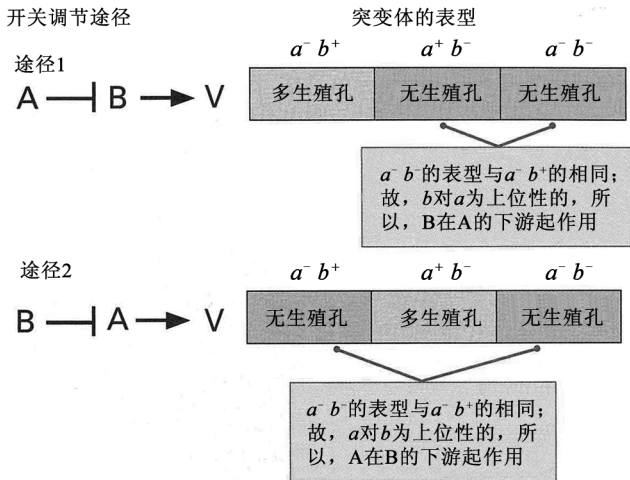 开关调节途径 突变体的表型
途径1
a⁻ b⁺ a⁺ b⁻ a⁻ b⁻
A B V 多生殖孔 无生殖孔 无生殖孔
a⁻ b⁻的表型与a⁻ b⁺的相同；
故，b对a为上位性的，所
以，B在A的下游起作用
途径2
a⁻ b⁺ a⁺ b⁻ a⁻ b⁻
B A V 无生殖孔 多生殖孔 无生殖孔
a⁻ b⁻的表型与a⁻ b⁺的相同；
故，a对b为上位性的，所
以，A在B的下游起作用